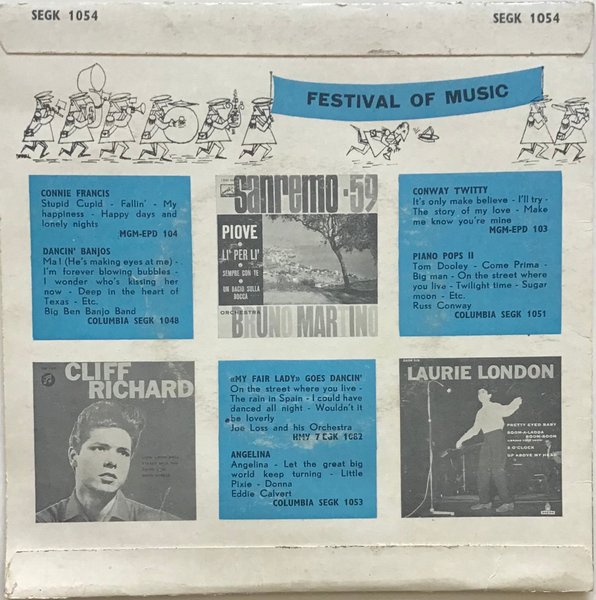 SEGK 1054
SEGK 1054
FESTIVAL OF MUSIC
CONNIE FRANCIS
Stupid Cupid - Fallin' - My
happiness - Happy days and
lonely nights
MGM-EPD 104
DANCIN' BANJOS
Ma! (He's making eyes at me) -
I'm forever blowing bubbles -
I wonder who's kissing her
now - Deep in the heart of
Texas - Etc.
Big Ben Banjo Band
COLUMBIA SEGK 1048
sanremo-59
PIOVE
LI' PER LI'
SEMPRE CON TE
UN BACIO SULLA
BOCCA
ORCHESTRA
BRUNO MARTINO
CONWAY TWITTY
It's only make believe - I'll try -
The story of my love - Make
me know you're mine
MGM-EPD 103
PIANO POPS II
Tom Dooley - Come Prima -
Big man - On the street where
you live - Twilight time - Sugar
moon - Etc.
Russ Conway
COLUMBIA SEGK 1051
CLIFF
RICHARD
«MY FAIR LADY» GOES DANCIN'
On the street where you live -
The rain in Spain - I could have
danced all night - Wouldn't it
be loverly
Joe Loss and his Orchestra
HMV 7 EGK 1082
ANGELINA
Angelina - Let the great big
world keep turning - Little
Pixie - Donna
Eddie Calvert
COLUMBIA SEGK 1053
LAURIE LONDON
PRETTY EYED BABY
BOOM-LADDA
BOOM-BOOM
3 O'CLOCK
UP ABOVE MY HEAD